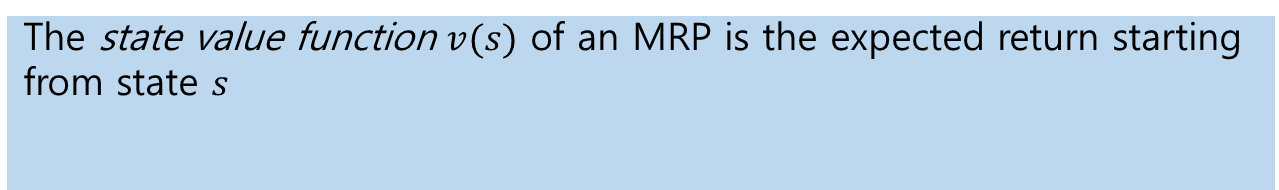 The state value function 𝑣(𝑠) of an MRP is the expected return starting
from state 𝑠